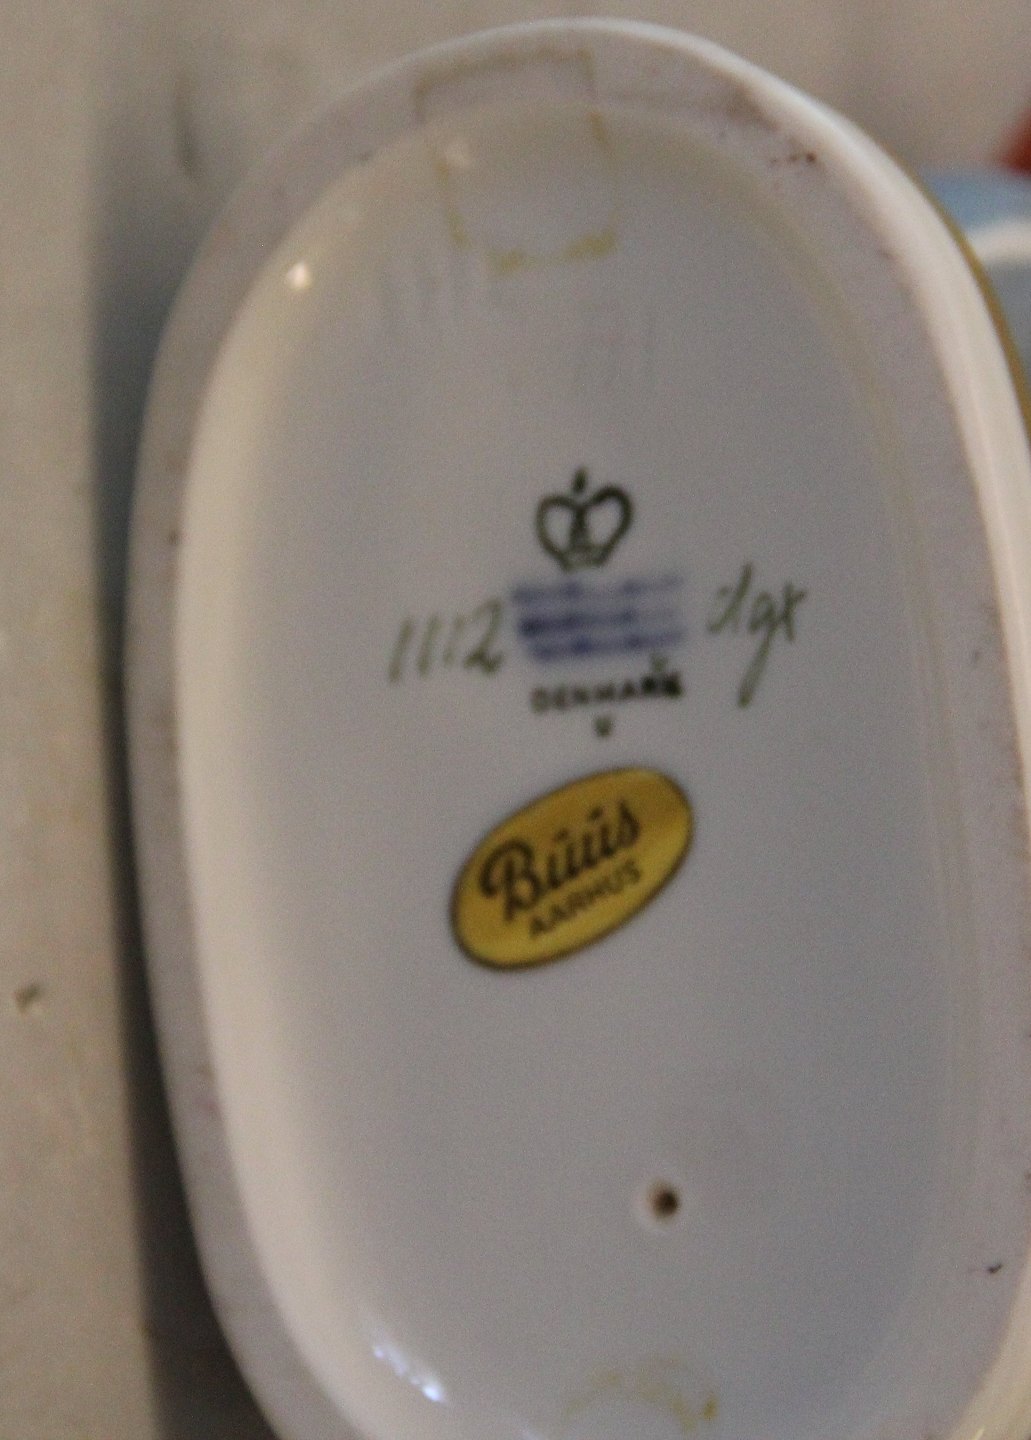 1112
DENMARK
Büüs
AARHUS